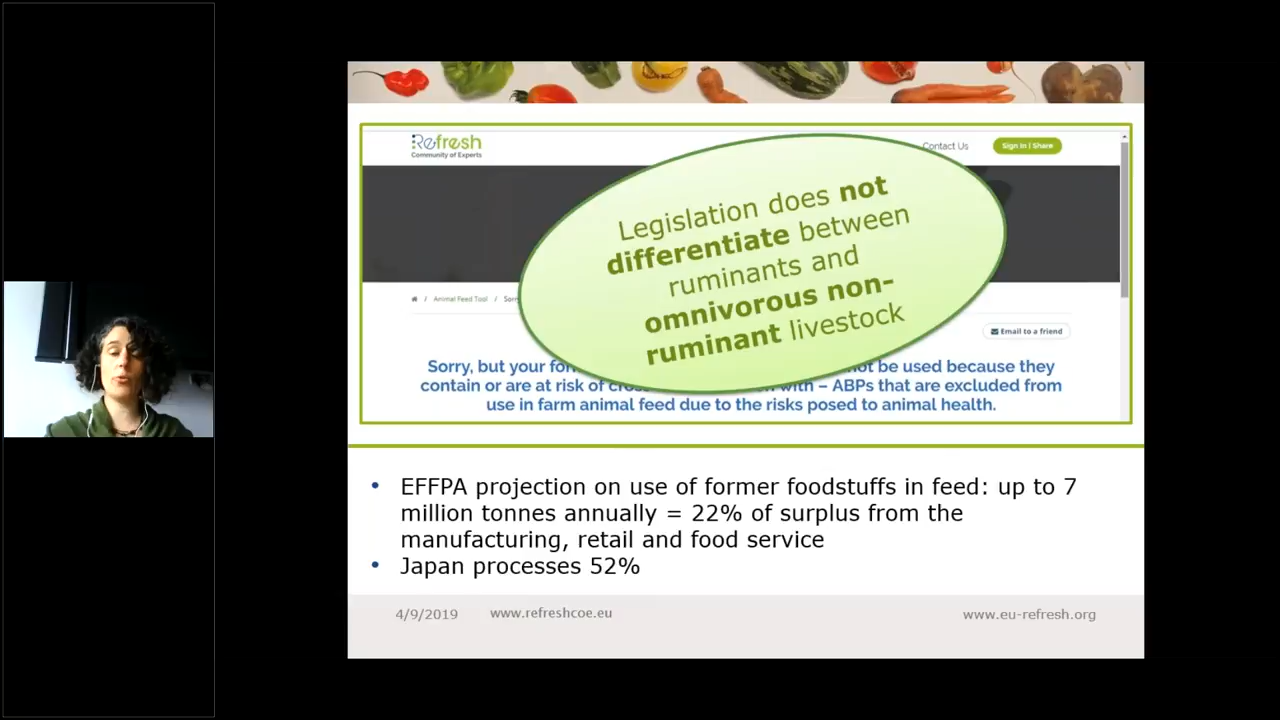 Refresh
Community of Experts
Contact Us
Sign In | Share
Legislation does not
differentiate between
ruminants and
omnivorous non-
ruminant livestock
/ Animal Feed Tool / Sorr
Email to a friend
Sorry, but your for be used because they
contain or are at risk of with – ABPs that are excluded from
use in farm animal feed due to the risks posed to animal health.
• EFFPA projection on use of former foodstuffs in feed: up to 7
million tonnes annually = 22% of surplus from the
manufacturing, retail and food service
• Japan processes 52%
4/9/2019 www.refreshcoe.eu www.eu-refresh.org